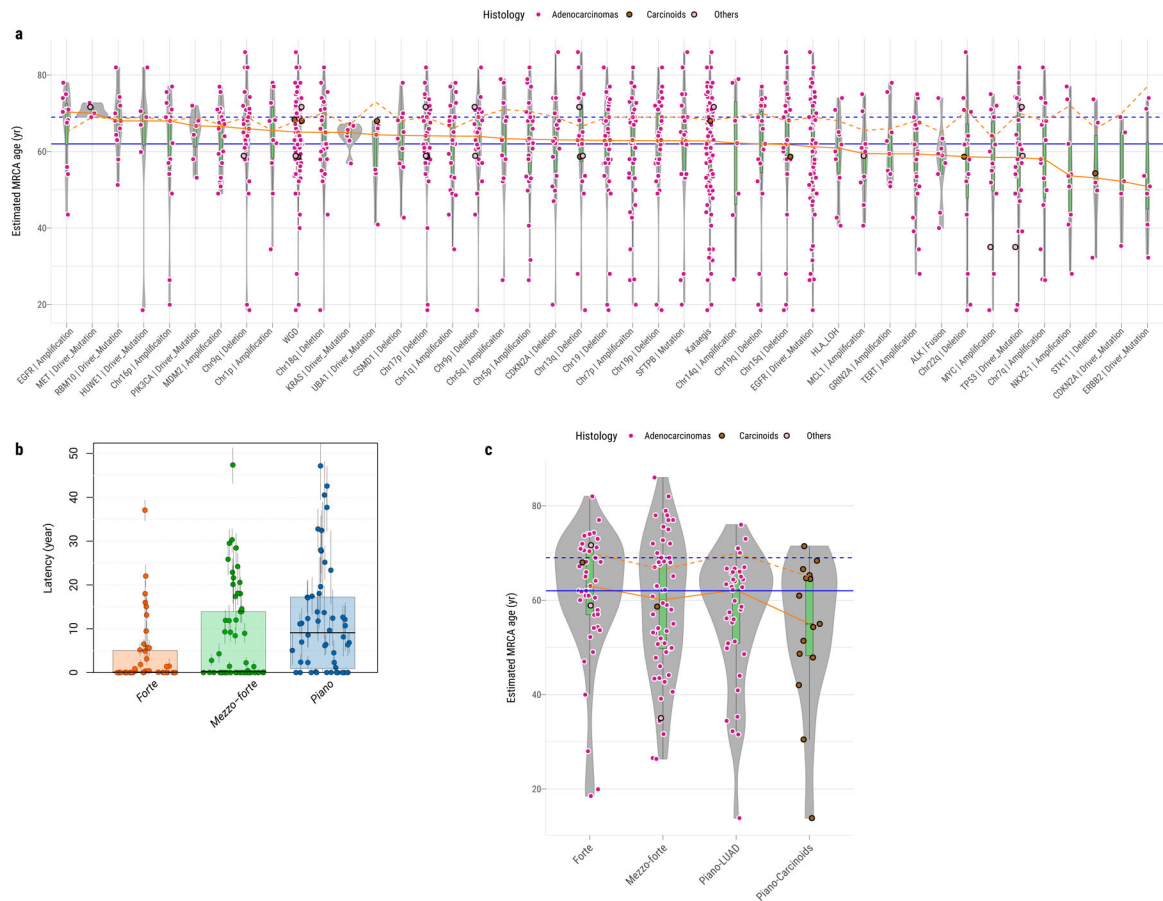 Histology Adenocarcinomas Carcinoids Others
a
Estimated MRCA age (yr)
80
60
40
20
EGFR | Amplification
MET | Driver_Mutation
RBM10 | Driver_Mutation
HUWE1 | Driver_Mutation
Chr16p | Amplificaton
PIK3CA | Driver_Mutation
MDM2 | Amplification
Chr9q | Deletion
Chr1p | Amplification
WGD
Chr18q | Deletion
KRAS | Driver_Mutation
UBA1 | Driver_Mutation
CSMD1 | Deletion
Chr17p | Deletion
Chr1q | Amplification
Chr9p | Deletion
Chr5q | Amplification
Chr5p | Amplification
CDKN2A | Deletion
Chr13q | Deletion
Chr19 | Deletion
Chr7p | Amplificaton
Chr19p | Deletion
SFTPB | Mutation
Kataegis
Chr14q | Amplification
Chr19q | Deletion
Chr15q | Deletion
EGFR | Driver_Mutation
HLA_LOH
MCL1 | Amplification
GRIN2A | Amplification
TERT | Amplification
ALK | Fusion
Chr22q | Deletion
MYC | Amplification
TP53 | Driver_Mutation
Chr7q | Amplification
NKX2-1 | Amplification
STK11 | Deletion
CDKN2A | Driver_Mutation
ERBB2 | Driver_Mutation
b
Latency (year)
50
40
30
20
10
0
Forte
Mezzo-forte
Piano
Histology Adenocarcinomas Carcinoids Others
c
Estimated MRCA age (yr)
80
60
40
20
Forte
Mezzo-forte
Piano-LUAD
Piano-Carcinoids